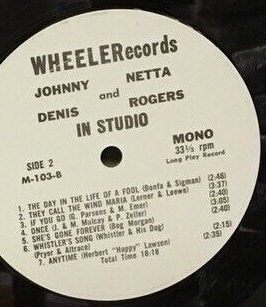 WHEELERecords
JOHNNY NETTA
DENIS and ROGERS
IN STUDIO
MONO
33⅓ rpm
Long Play Record
SIDE 2
M-103-B
1. THE DAY IN THE LIFE OF A FOOL (Bonfa & Sigman) (2:46)
2. THEY CALL THE WIND MARIA (Lerner & Loewe) (3:37)
3. IF YOU GO (G. Parsons & M. Emer) (2:40)
4. ONCE (J. & M. Mulcay & P. Zeller) (3:05)
5. SHE'S GONE FOREVER (Bog Morgan) (2:40)
6. WHISTLER'S SONG (Whistler & His Dog)
(Pryor & Altrace) (2:15)
7. ANYTIME (Herbert "Happy" Lawson) (2:35)
Total Time 18:18